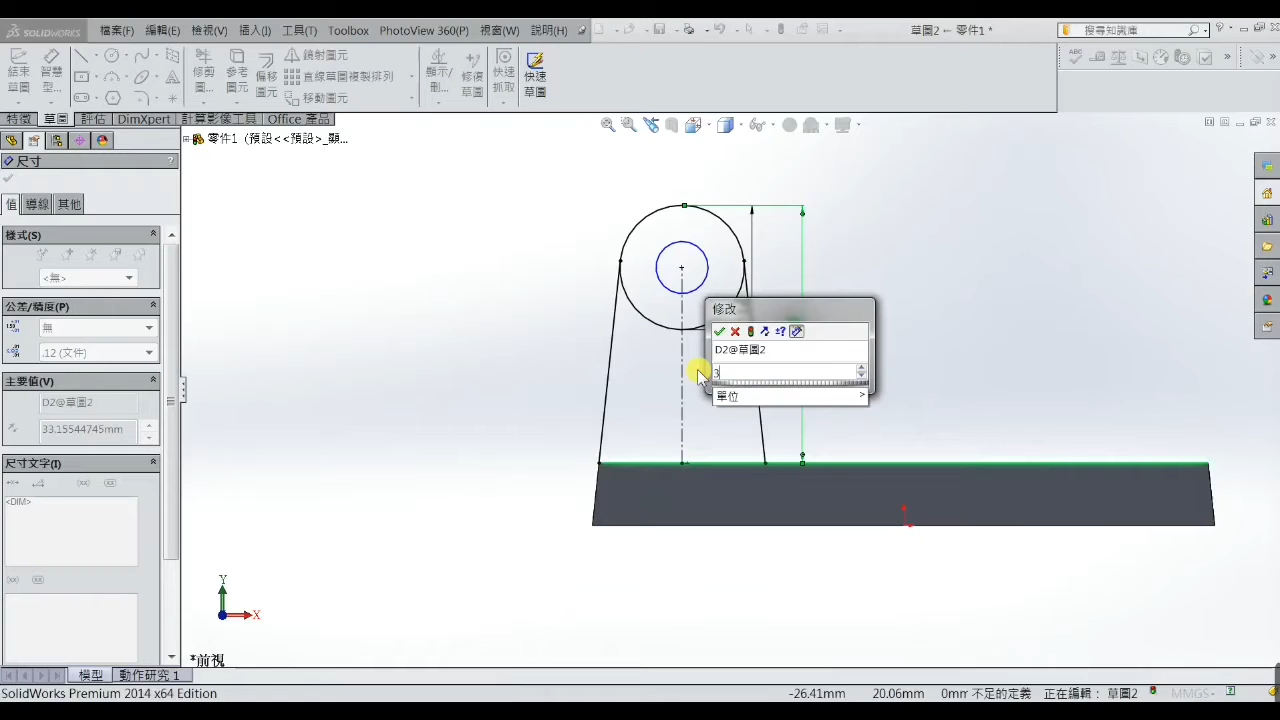 SOLIDWORKS 檔案(F) 編輯(E) 檢視(V) 插入(I) 工具(T) Toolbox PhotoView 360(P) 視窗(W) 說明(H) 草圖2 ← 零件1 * 搜尋知識庫
結束草圖
智慧型...
修剪圖...
參考圖元
偏移圖元
鏡射圖元
直線草圖複製排列
移動圖元
顯示/刪...
修復草圖
快速抓取
快速草圖
特徵 草圖 評估 DimXpert 計算影像工具 Office 產品
零件1 (預設<<預設>_顯...
尺寸 ?
值 導線 其他
樣式(S)
<無>
公差/精度(P)
無
.12 (文件)
主要值(V)
D2@草圖2
33.15544745mm
尺寸文字(I)
<DIM>
修改
D2@草圖2
3
單位 >
Y
X
*前視
模型 動作研究 1
SolidWorks Premium 2014 x64 Edition -26.41mm 20.06mm 0mm 不足的定義 正在編輯： 草圖2 MMGS